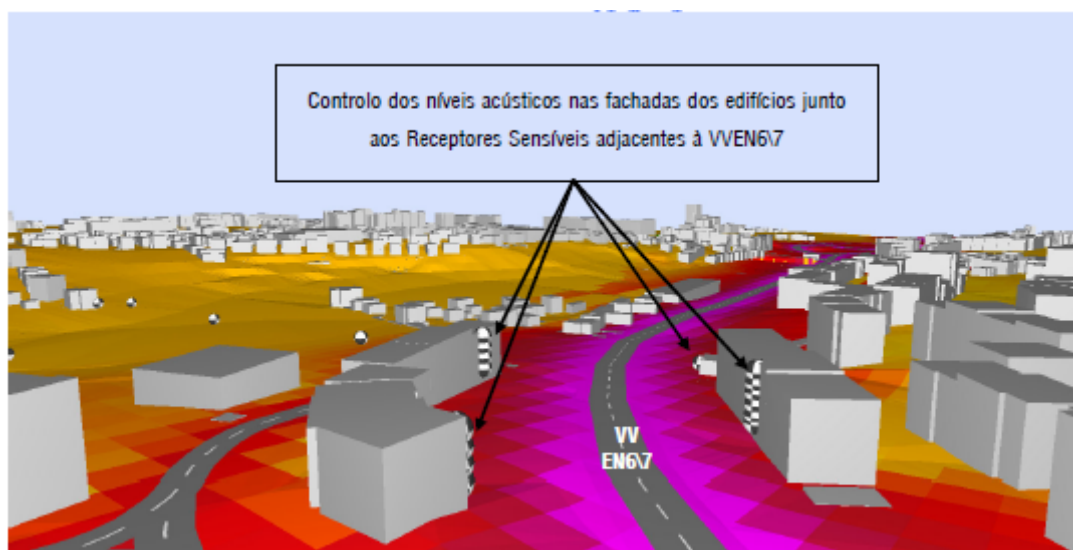 Controlo dos níveis acústicos nas fachadas dos edifícios junto
aos Receptores Sensíveis adjacentes à VVEN6\7
VV
EN6\7